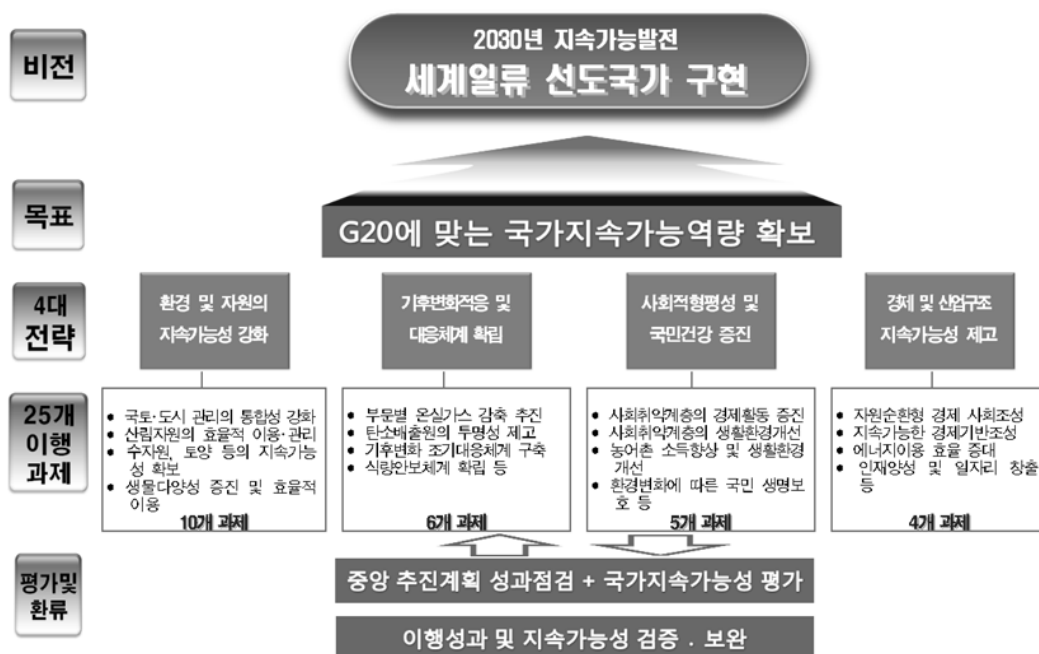 비전
2030년 지속가능발전
세계일류 선도국가 구현
목표
G20에 맞는 국가지속가능역량 확보
4대
전략
환경 및 자원의
지속가능성 강화
기후변화적응 및
대응체계 확립
사회적형평성 및
국민건강 증진
경제 및 산업구조
지속가능성 제고
25개
이행
과제
• 국토·도시 관리의 통합성 강화
• 산림자원의 효율적 이용·관리
• 수자원, 토양 등의 지속가능
성 확보
• 생물다양성 증진 및 효율적
이용
10개 과제
• 부문별 온실가스 감축 추진
• 탄소배출원의 투명성 제고
• 기후변화 조기대응체계 구축
• 식량안보체계 확립 등
6개 과제
• 사회취약계층의 경제활동 증진
• 사회취약계층의 생활환경개선
• 농어촌 소득향상 및 생활환경
개선
• 환경변화에 따른 국민 생명보
호 등
5개 과제
• 자원순환형 경제 사회조성
• 지속가능한 경제기반조성
• 에너지이용 효율 증대
• 인재양성 및 일자리 창출
등
4개 과제
평가및
환류
중앙 추진계획 성과점검 + 국가지속가능성 평가
이행성과 및 지속가능성 검증 . 보완